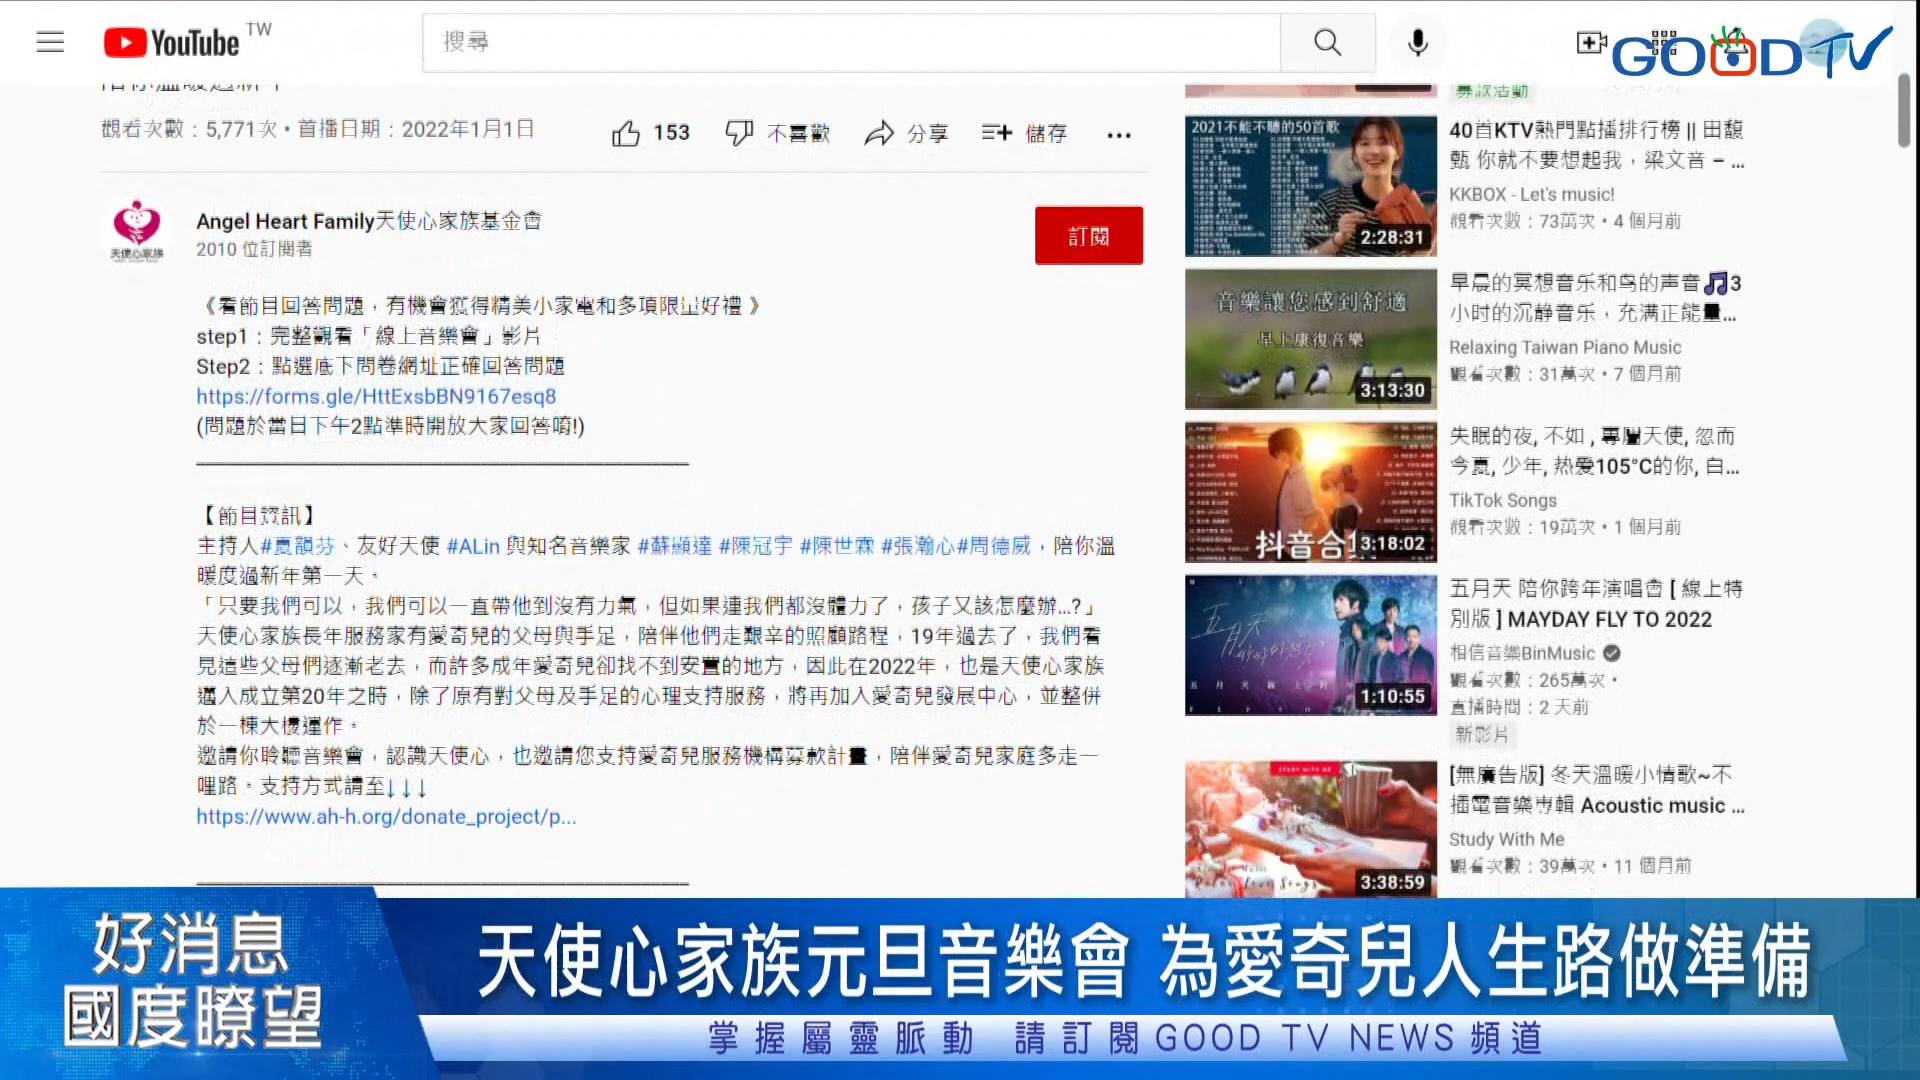 YouTube TW
搜尋
GOOD TV
觀看次數：5,771次•首播日期：2022年1月1日
153
不喜歡
分享
儲存
天使心家族
Angel Heart Family天使心家族基金會
2010 位訂閱者
訂閱
《看節目回答問題，有機會獲得精美小家電和多項限量好禮 》
step1：完整觀看「線上音樂會」影片
Step2：點選底下問卷網址正確回答問題
https://forms.gle/HttExsbBN9167esq8
(問題於當日下午2點準時開放大家回答唷!)
【節目資訊】
主持人#夏韻芬、友好天使 #ALin 與知名音樂家 #蘇顯達 #陳冠宇 #陳世霖 #張瀚心#周德威，陪你溫
暖度過新年第一天。
「只要我們可以，我們可以一直帶他到沒有力氣，但如果連我們都沒體力了，孩子又該怎麼辦...?」
天使心家族長年服務家有愛奇兒的父母與手足，陪伴他們走艱辛的照顧路程，19年過去了，我們看
見這些父母們逐漸老去，而許多成年愛奇兒卻找不到安置的地方，因此在2022年，也是天使心家族
邁入成立第20年之時，除了原有對父母及手足的心理支持服務，將再加入愛奇兒發展中心，並整併
於一棟大樓運作。
邀請你聆聽音樂會，認識天使心，也邀請您支持愛奇兒服務機構募款計畫，陪伴愛奇兒家庭多走一
哩路。支持方式請至↓↓↓
https://www.ah-h.org/donate_project/p...
募款活動
2021不能不聽的50首歌
2:28:31
40首KTV熱門點播排行榜 || 田馥
甄 你就不要想起我，梁文音 – ...
KKBOX - Let's music!
觀看次數：73萬次•4 個月前
音樂讓您感到舒適
早上康復音樂
3:13:30
早晨的冥想音乐和鸟的声音🎵3
小时的沉静音乐，充满正能量...
Relaxing Taiwan Piano Music
觀看次數：31萬次•7 個月前
抖音合集
3:18:02
失眠的夜, 不如 , 專屬天使, 忽而
今夏, 少年, 热爱105°C的你, 白...
TikTok Songs
觀看次數：19萬次•1 個月前
五月天
1:10:55
五月天 陪你跨年演唱會 [ 線上特
別版 ] MAYDAY FLY TO 2022
相信音樂BinMusic
觀看次數：265萬次•
直播時間：2 天前
新影片
STUDY WITH ME
3:38:59
[無廣告版] 冬天溫暖小情歌~不
插電音樂專輯 Acoustic music ...
Study With Me
觀看次數：39萬次•11 個月前
好消息
國度瞭望
天使心家族元旦音樂會 為愛奇兒人生路做準備
掌握屬靈脈動 請訂閱GOOD TV NEWS頻道